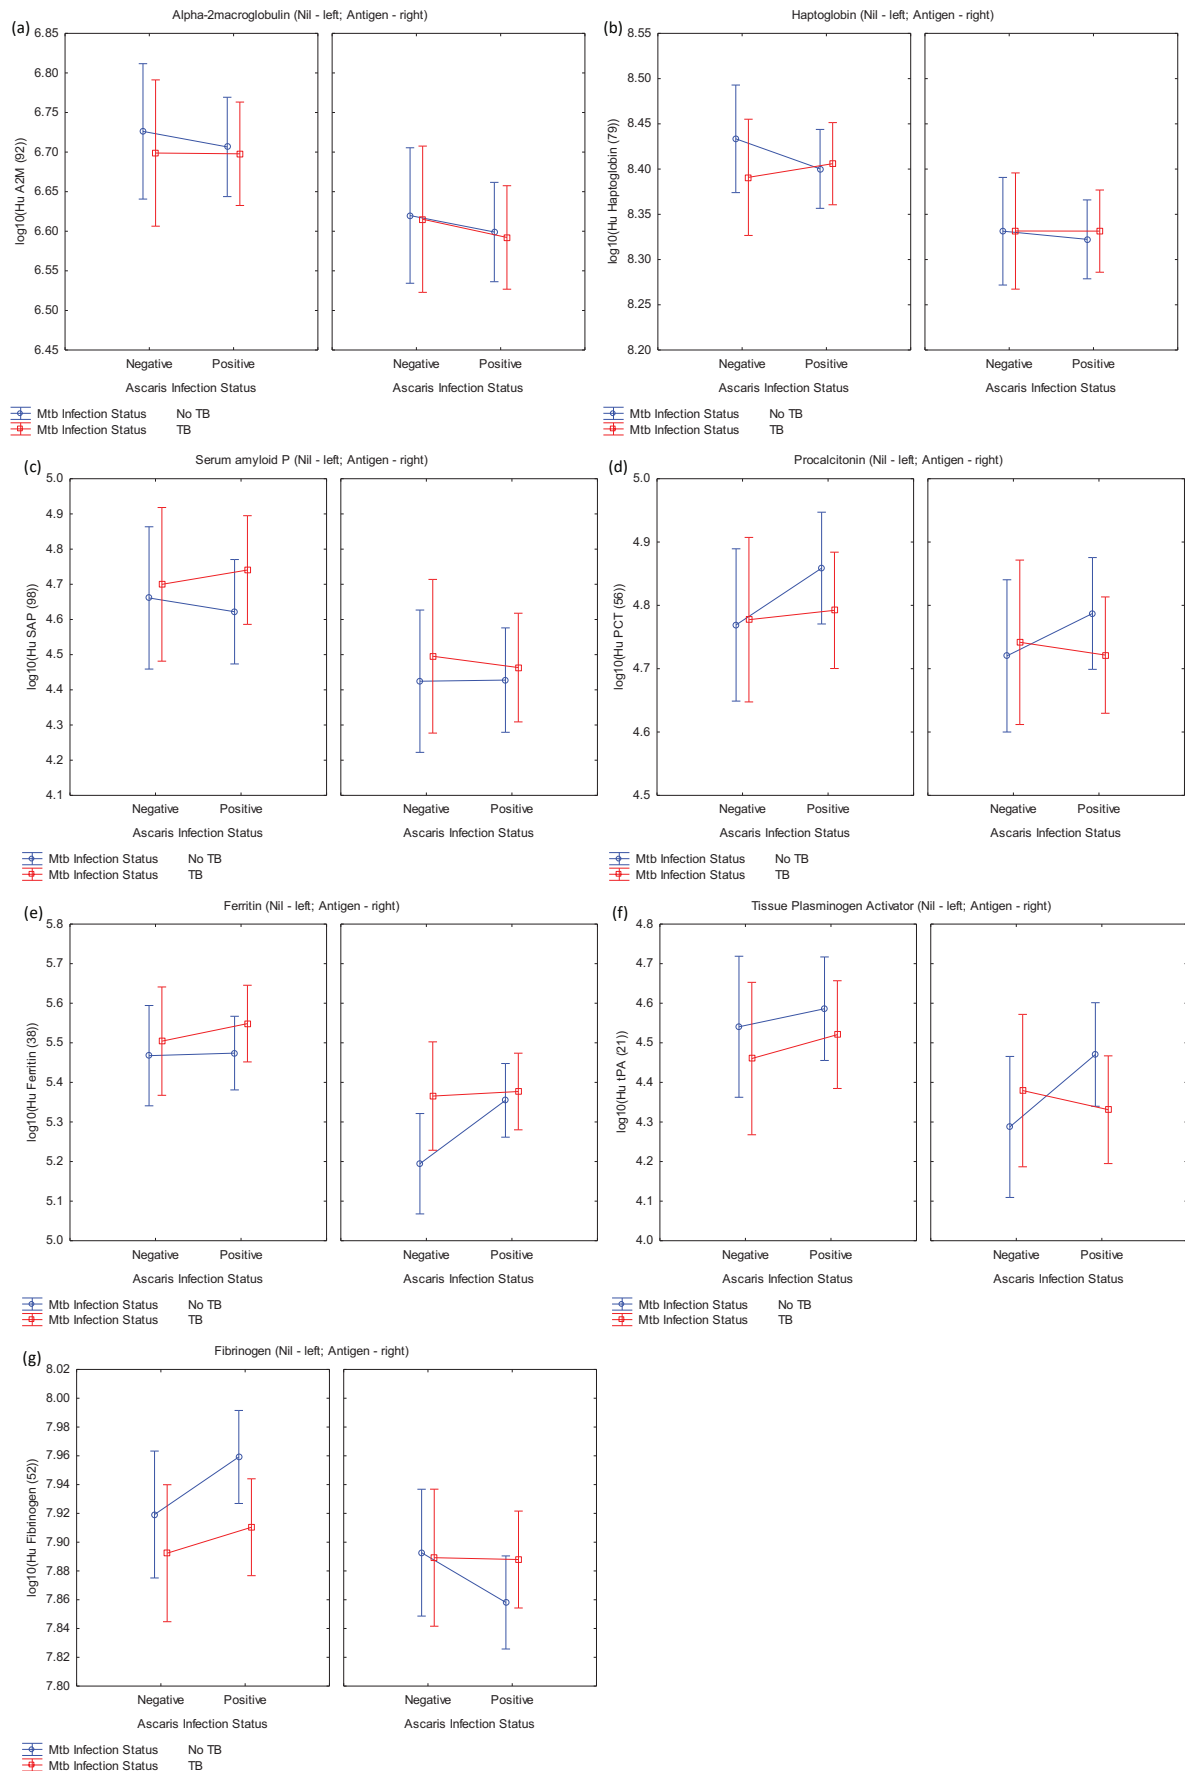 (a)
Alpha-2macroglobulin (Nil - left; Antigen - right)
log10(Hu A2M (92))
6.85
6.80
6.75
6.70
6.65
6.60
6.55
6.50
6.45
Negative Positive Negative Positive
Ascaris Infection Status Ascaris Infection Status
Mtb Infection Status No TB
Mtb Infection Status TB
(b)
Haptoglobin (Nil - left; Antigen - right)
log10(Hu Haptoglobin (79))
8.55
8.50
8.45
8.40
8.35
8.30
8.25
8.20
Negative Positive Negative Positive
Ascaris Infection Status Ascaris Infection Status
Mtb Infection Status No TB
Mtb Infection Status TB
(c)
Serum amyloid P (Nil - left; Antigen - right)
log10(Hu SAP (98))
5.0
4.9
4.8
4.7
4.6
4.5
4.4
4.3
4.2
4.1
Negative Positive Negative Positive
Ascaris Infection Status Ascaris Infection Status
Mtb Infection Status No TB
Mtb Infection Status TB
(d)
Procalcitonin (Nil - left; Antigen - right)
log10(Hu PCT (56))
5.0
4.9
4.8
4.7
4.6
4.5
Negative Positive Negative Positive
Ascaris Infection Status Ascaris Infection Status
Mtb Infection Status No TB
Mtb Infection Status TB
(e)
Ferritin (Nil - left; Antigen - right)
log10(Hu Ferritin (38))
5.8
5.7
5.6
5.5
5.4
5.3
5.2
5.1
5.0
Negative Positive Negative Positive
Ascaris Infection Status Ascaris Infection Status
Mtb Infection Status No TB
Mtb Infection Status TB
(f)
Tissue Plasminogen Activator (Nil - left; Antigen - right)
log10(Hu tPA (21))
4.8
4.7
4.6
4.5
4.4
4.3
4.2
4.1
4.0
Negative Positive Negative Positive
Ascaris Infection Status Ascaris Infection Status
Mtb Infection Status No TB
Mtb Infection Status TB
(g)
Fibrinogen (Nil - left; Antigen - right)
log10(Hu Fibrinogen (52))
8.02
8.00
7.98
7.96
7.94
7.92
7.90
7.88
7.86
7.84
7.82
7.80
Negative Positive Negative Positive
Ascaris Infection Status Ascaris Infection Status
Mtb Infection Status No TB
Mtb Infection Status TB